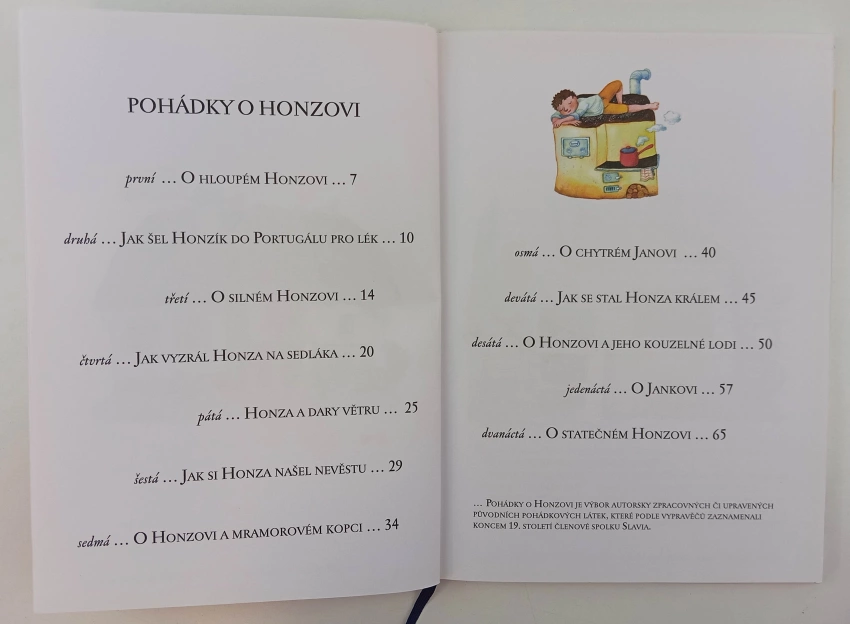 POHÁDKY O HONZOVI
první ... O HLOUPÉM HONZOVI ... 7
druhá ... JAK ŠEL HONZÍK DO PORTUGÁLU PRO LÉK ... 10
třetí ... O SILNÉM HONZOVI ... 14
čtvrtá ... JAK VYZRÁL HONZA NA SEDLÁKA ... 20
pátá ... HONZA A DARY VĚTRU ... 25
šestá ... JAK SI HONZA NAŠEL NEVĚSTU ... 29
sedmá ... O HONZOVI A MRAMOROVÉM KOPCI ... 34
osmá ... O CHYTRÉM JANOVI ... 40
devátá ... JAK SE STAL HONZA KRÁLEM ... 45
desátá ... O HONZOVI A JEHO KOUZELNÉ LODI ... 50
jedenáctá ... O JANKOVI ... 57
dvanáctá ... O STATEČNÉM HONZOVI ... 65
... POHÁDKY O HONZOVI JE VÝBOR AUTORSKY ZPRACOVNÝCH ČI UPRAVENÝCH
PŮVODNÍCH POHÁDKOVÝCH LÁTEK, KTERÉ PODLE VYPRAVĚČŮ ZAZNAMENALI
KONCEM 19. STOLETÍ ČLENOVÉ SPOLKU SLAVIA.